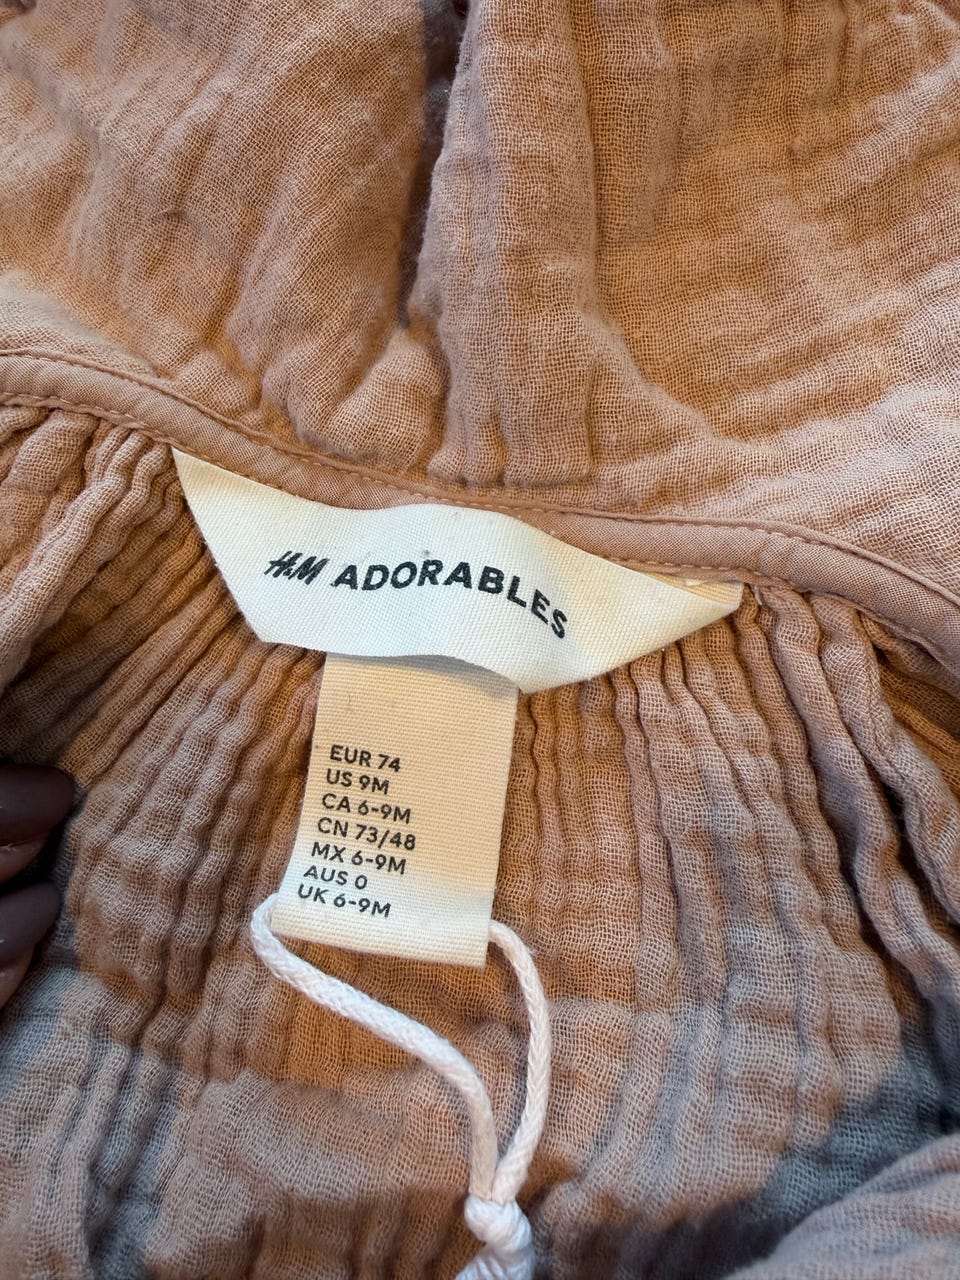 H&M ADORABLES
EUR 74
US 9M
CA 6-9M
CN 73/48
MX 6-9M
AUS 0
UK 6-9M